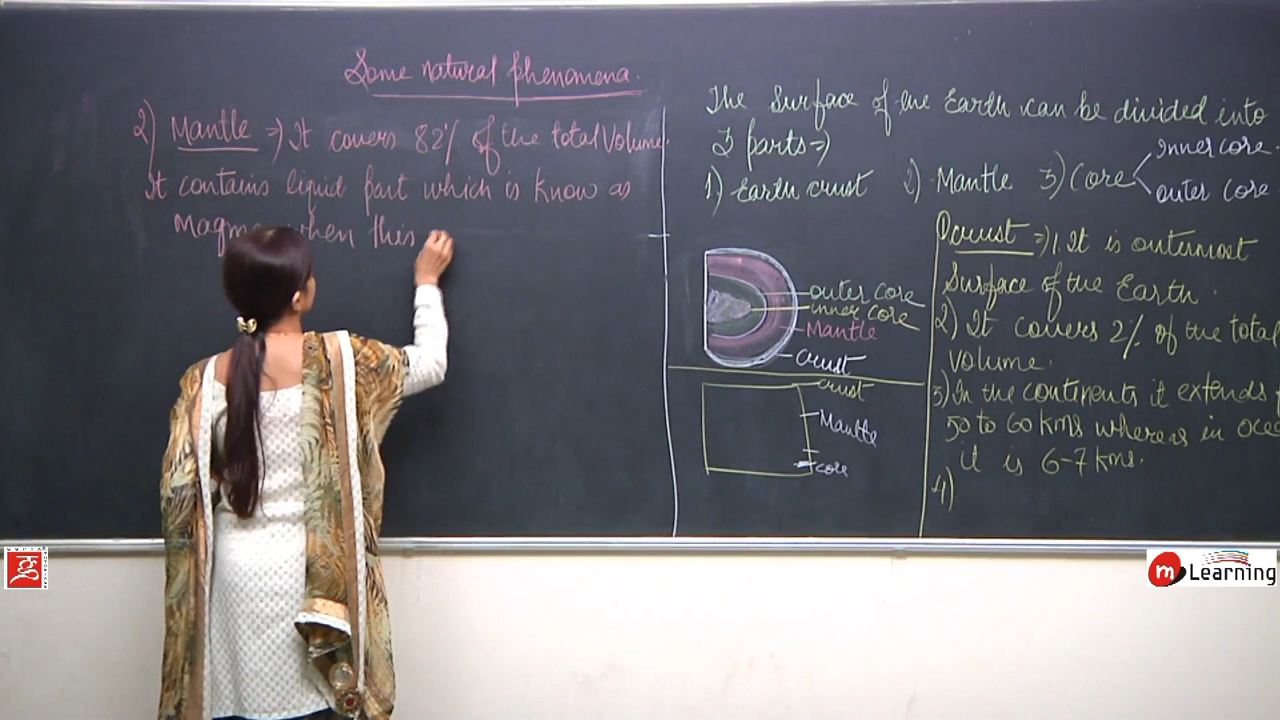 Some natural phenomena.
2) Mantle => It covers 82% of the total Volume.
It contains liquid part which is know as
Magma when this
The Surface of the Earth can be divided into
3 parts =>
1) Earth crust 2) Mantle 3) Core
inner core.
outer core
outer core
inner core
Mantle
Crust
crust
Mantle
core
1) crust => 1. It is outermost
Surface of the Earth.
2) It covers 2% of the total
Volume.
3) In the continents it extends
50 to 60 kms whereas in
it is 6-7 kms.
4)
m Learning